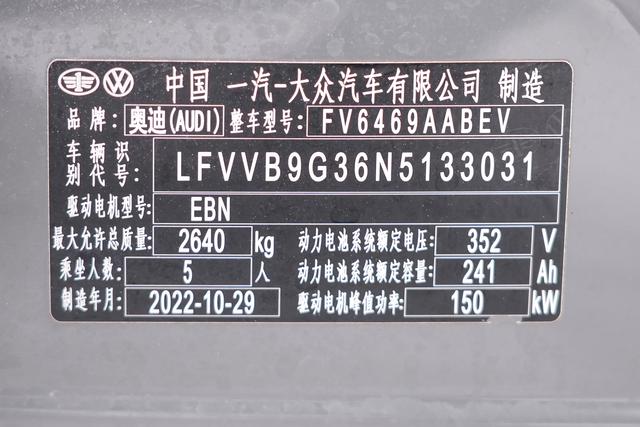 中国 一汽-大众汽车有限公司 制造
品牌: 奥迪(AUDI) 整车型号: FV6469AABEV
车辆识别代号: LFVVB9G36N5133031
驱动电机型号: EBN
最大允许总质量: 2640 kg 动力电池系统额定电压: 352 V
乘坐人数: 5 人 动力电池系统额定容量: 241 Ah
制造年月: 2022-10-29 驱动电机峰值功率: 150 kW